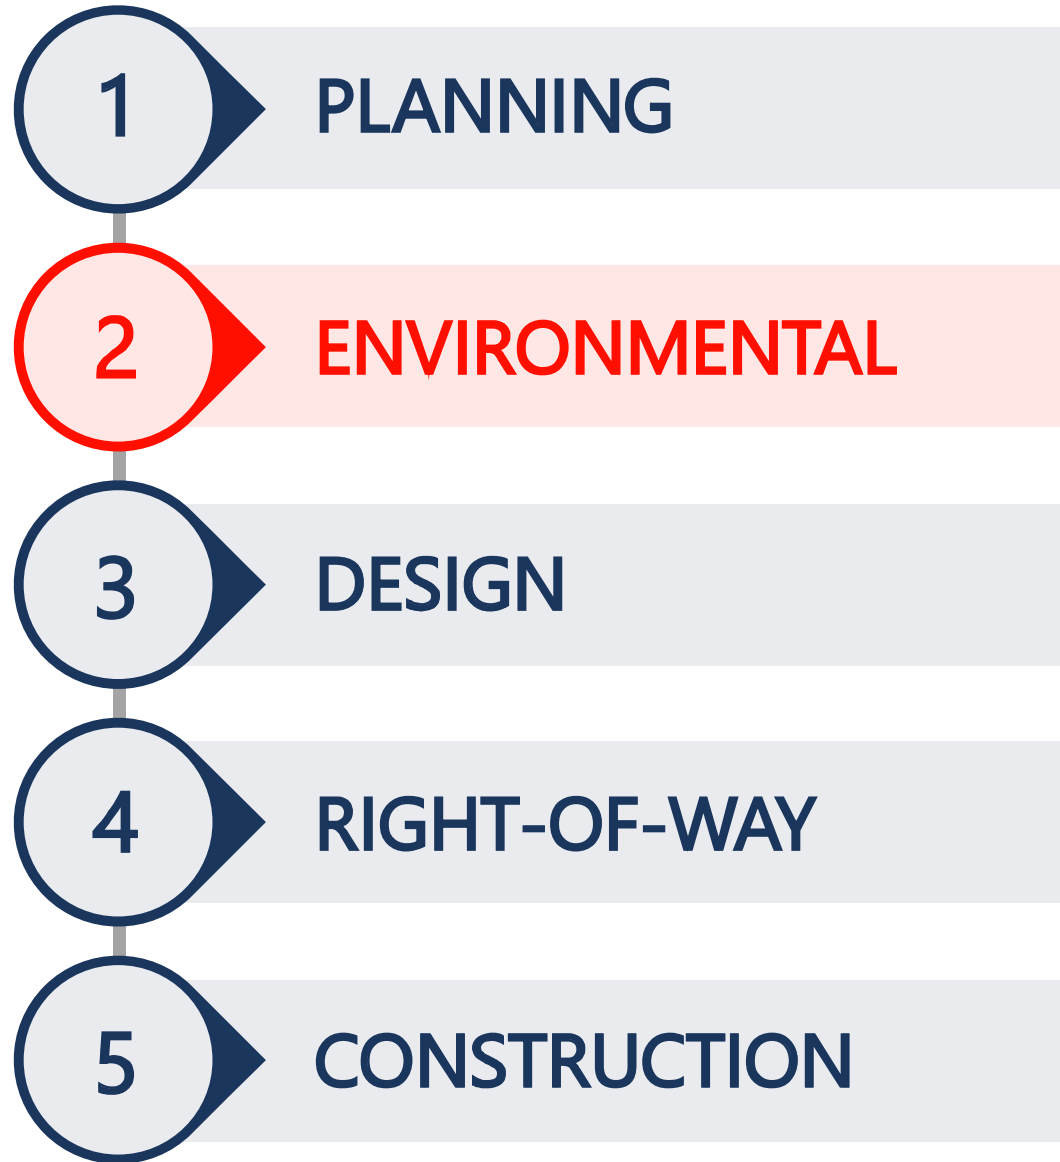 1 PLANNING
2 ENVIRONMENTAL
3 DESIGN
4 RIGHT-OF-WAY
5 CONSTRUCTION